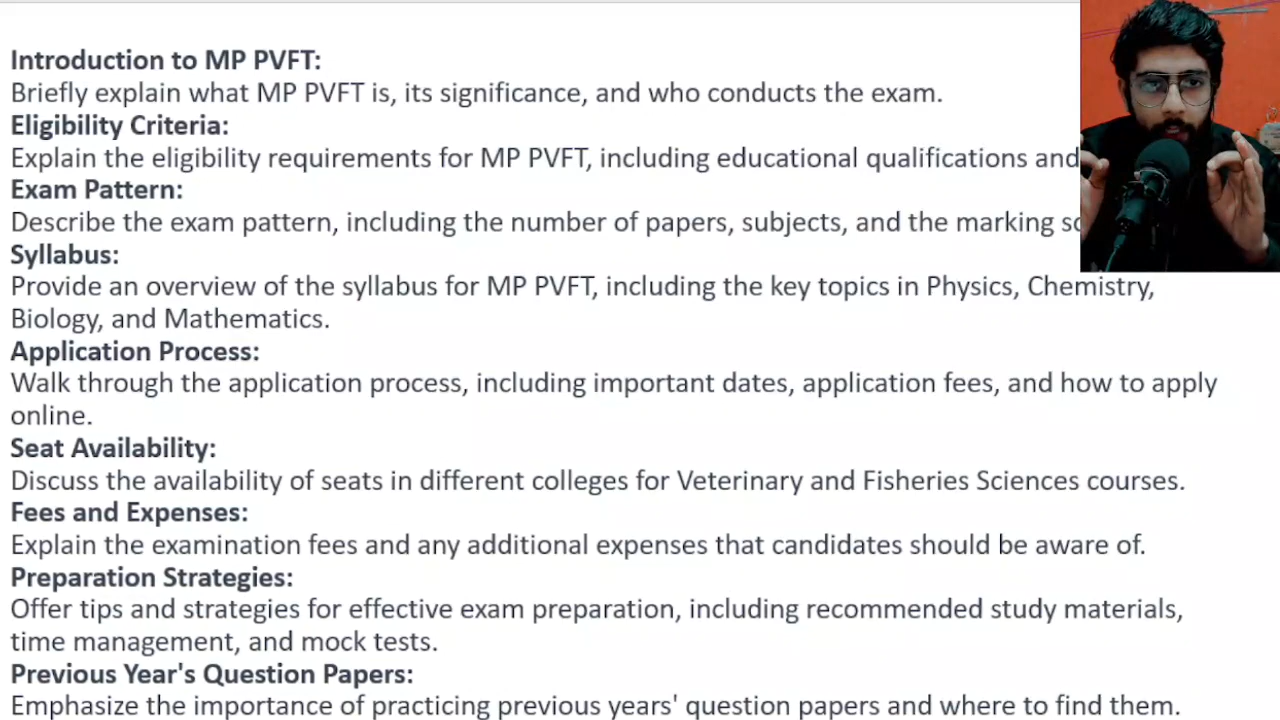 Introduction to MP PVFT:
Briefly explain what MP PVFT is, its significance, and who conducts the exam.
Eligibility Criteria:
Explain the eligibility requirements for MP PVFT, including educational qualifications and
Exam Pattern:
Describe the exam pattern, including the number of papers, subjects, and the marking
Syllabus:
Provide an overview of the syllabus for MP PVFT, including the key topics in Physics, Chemistry,
Biology, and Mathematics.
Application Process:
Walk through the application process, including important dates, application fees, and how to apply
online.
Seat Availability:
Discuss the availability of seats in different colleges for Veterinary and Fisheries Sciences courses.
Fees and Expenses:
Explain the examination fees and any additional expenses that candidates should be aware of.
Preparation Strategies:
Offer tips and strategies for effective exam preparation, including recommended study materials,
time management, and mock tests.
Previous Year's Question Papers:
Emphasize the importance of practicing previous years' question papers and where to find them.